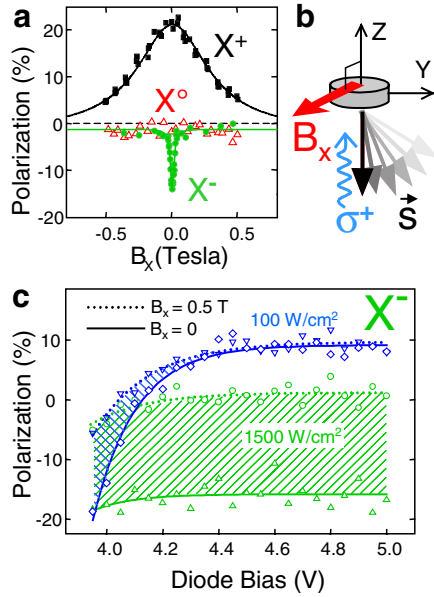 a
Polarization (%)
20
10
0
-10
-20
X⁺
X°
X⁻
-0.5
0.0
0.5
Bₓ(Tesla)
b
Z
Y
Bₓ
σ⁺
S
c
Polarization (%)
10
0
-10
-20
Bₓ = 0.5 T
Bₓ = 0
100 W/cm²
X⁻
1500 W/cm²
4.0
4.2
4.4
4.6
4.8
5.0
Diode Bias (V)